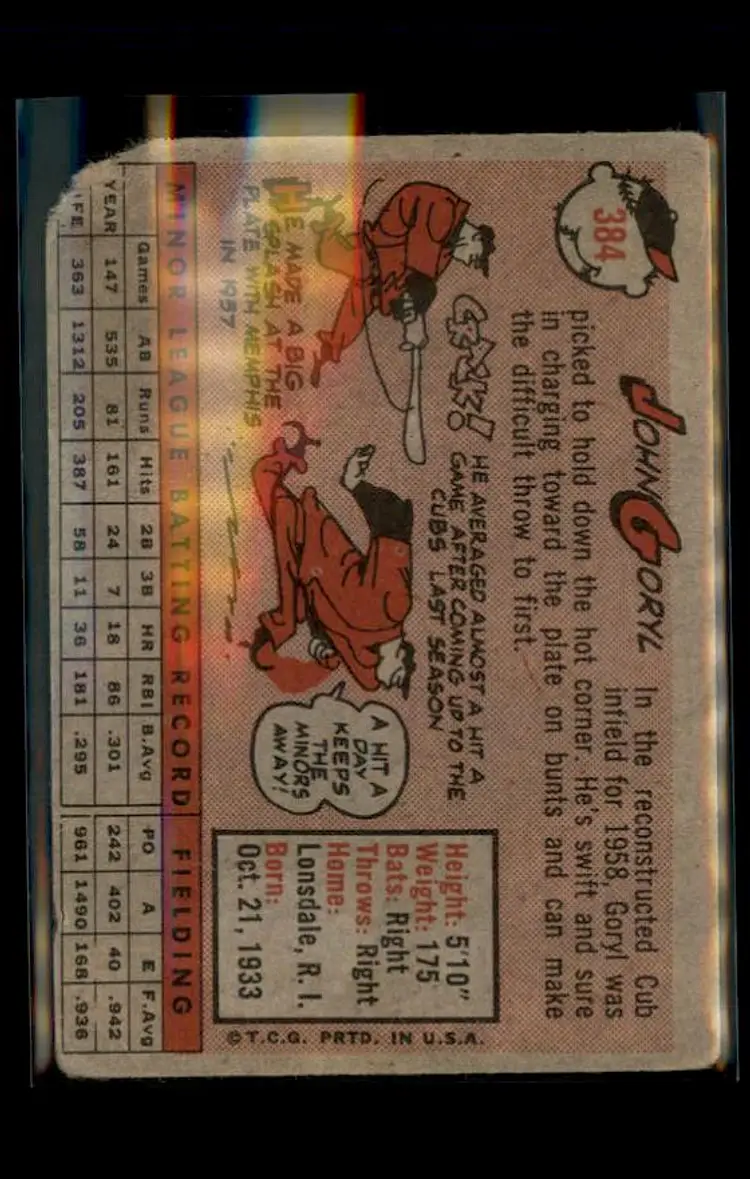 384
JOHN GORYL
In the reconstructed Cub
infield for 1958, Goryl was
picked to hold down the hot corner. He's swift and sure
in charging toward the plate on bunts and can make
the difficult throw to first.
CRACK!
HE AVERAGED ALMOST A HIT A
GAME AFTER COMING UP TO THE
CUBS LAST SEASON
HE MADE A BIG
SPLASH AT THE
PLATE WITH MEMPHIS
IN 1957
A HIT A
DAY
KEEPS
THE
MINORS
AWAY!
Height: 5'10"
Weight: 175
Bats: Right
Throws: Right
Home:
Lonsdale, R. I.
Born:
Oct. 21, 1933
MINOR LEAGUE BATTING RECORD FIELDING
Games AB Runs Hits 2B 3B HR RBI B.Avg PO A E F.Avg
YEAR 147 535 81 161 24 7 18 86 .301 242 402 40 .942
IFE 363 1312 205 387 58 11 36 181 .295 961 1490 168 .936
©T.C.G. PRTD. IN U.S.A.